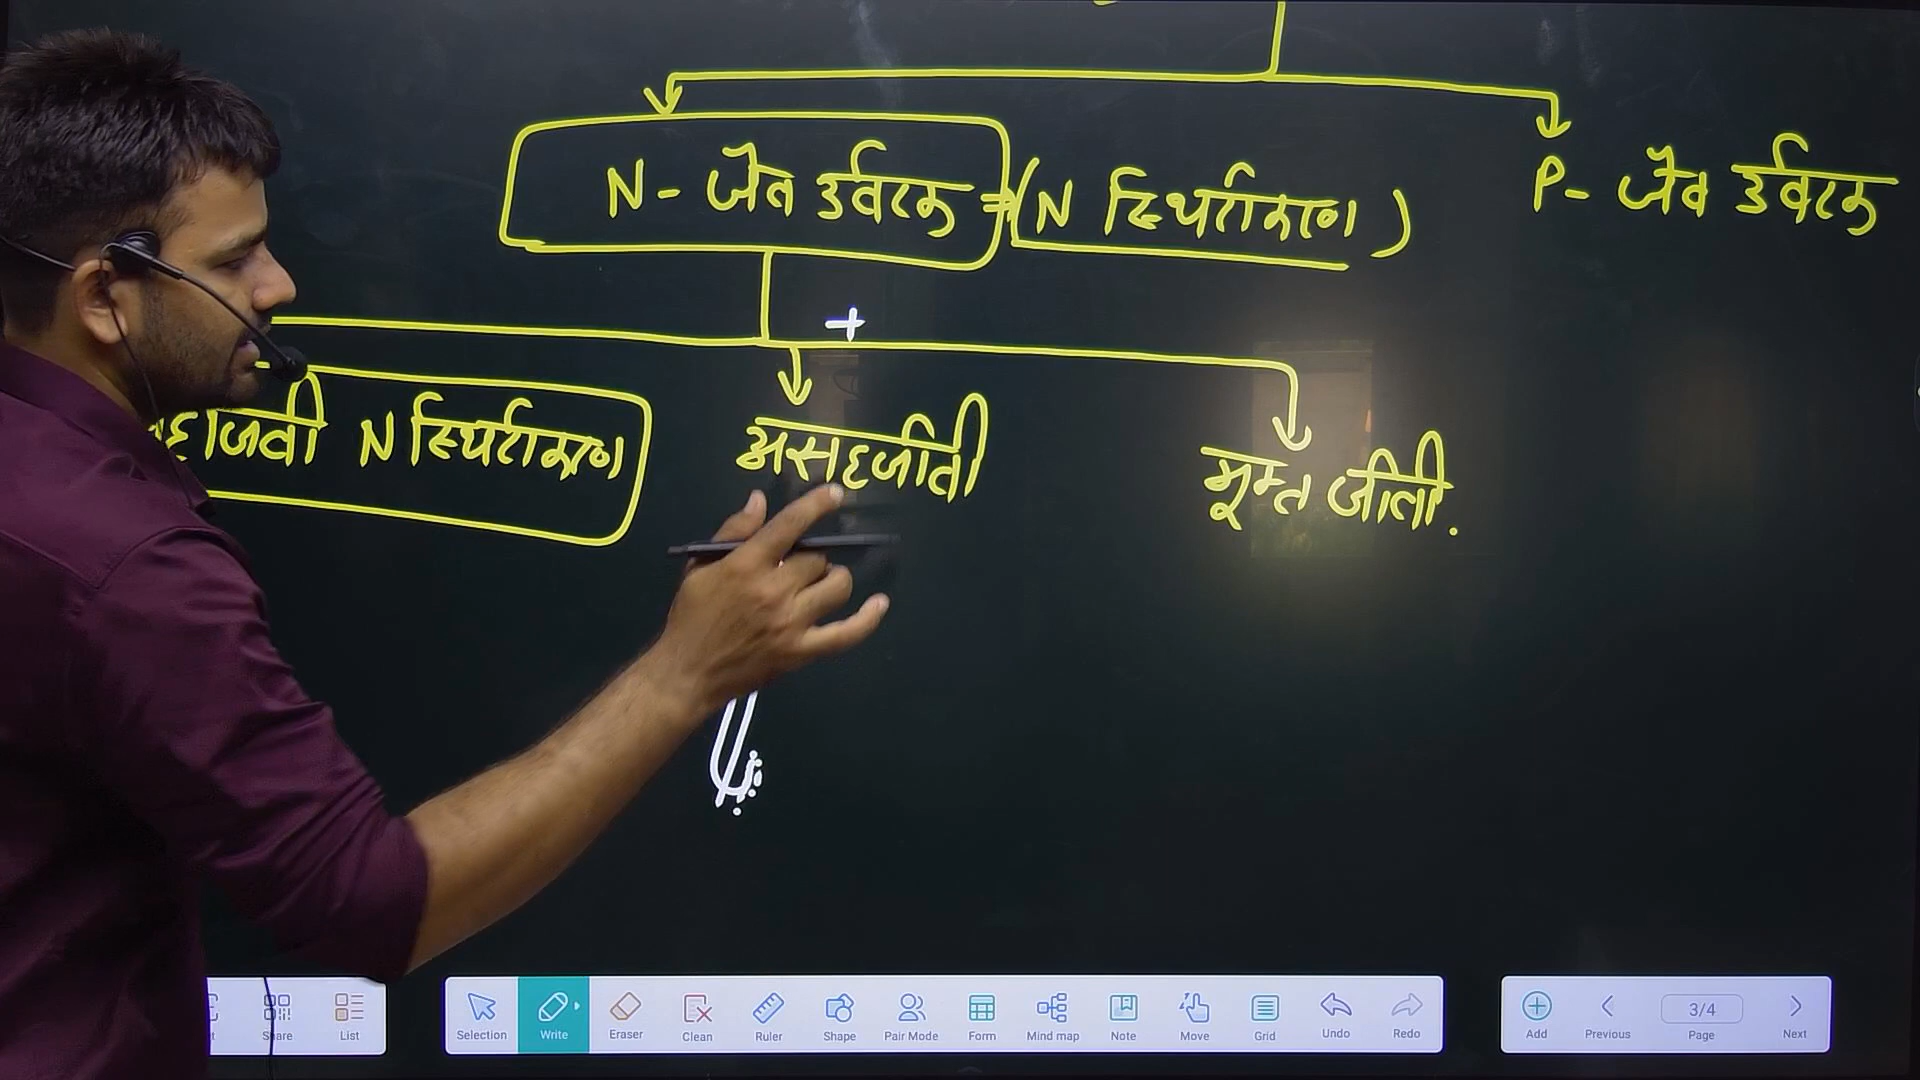 N - जैव उर्वरक = (N स्थिरीकरण)
P - जैव उर्वरक
N स्थिरीकरण
असहजीवी
मुक्त जीवी.
Share
List
Selection
Write
Eraser
Clean
Ruler
Shape
Pair Mode
Form
Mind map
Note
Move
Grid
Undo
Redo
Add
Previous
3/4
Page
Next